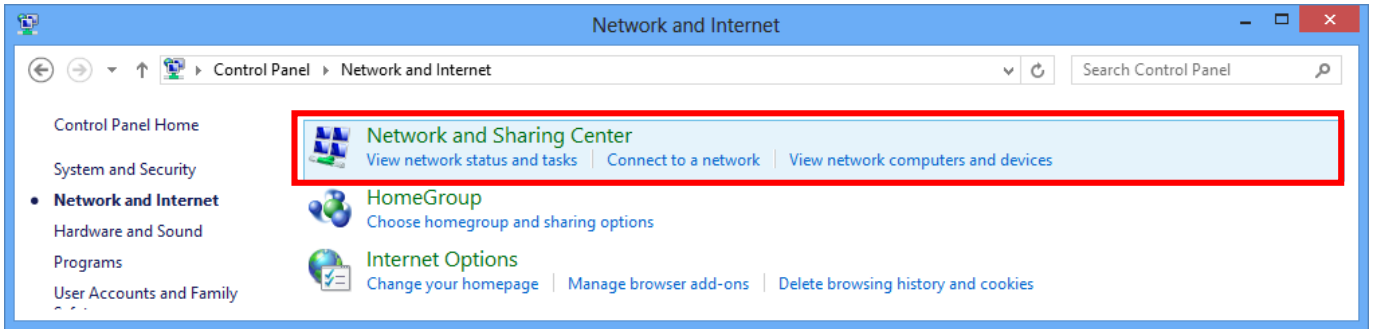 Network and Internet
Control Panel Network and Internet Search Control Panel
Control Panel Home
System and Security
Network and Internet
Hardware and Sound
Programs
User Accounts and Family
Network and Sharing Center
View network status and tasks Connect to a network View network computers and devices
HomeGroup
Choose homegroup and sharing options
Internet Options
Change your homepage Manage browser add-ons Delete browsing history and cookies